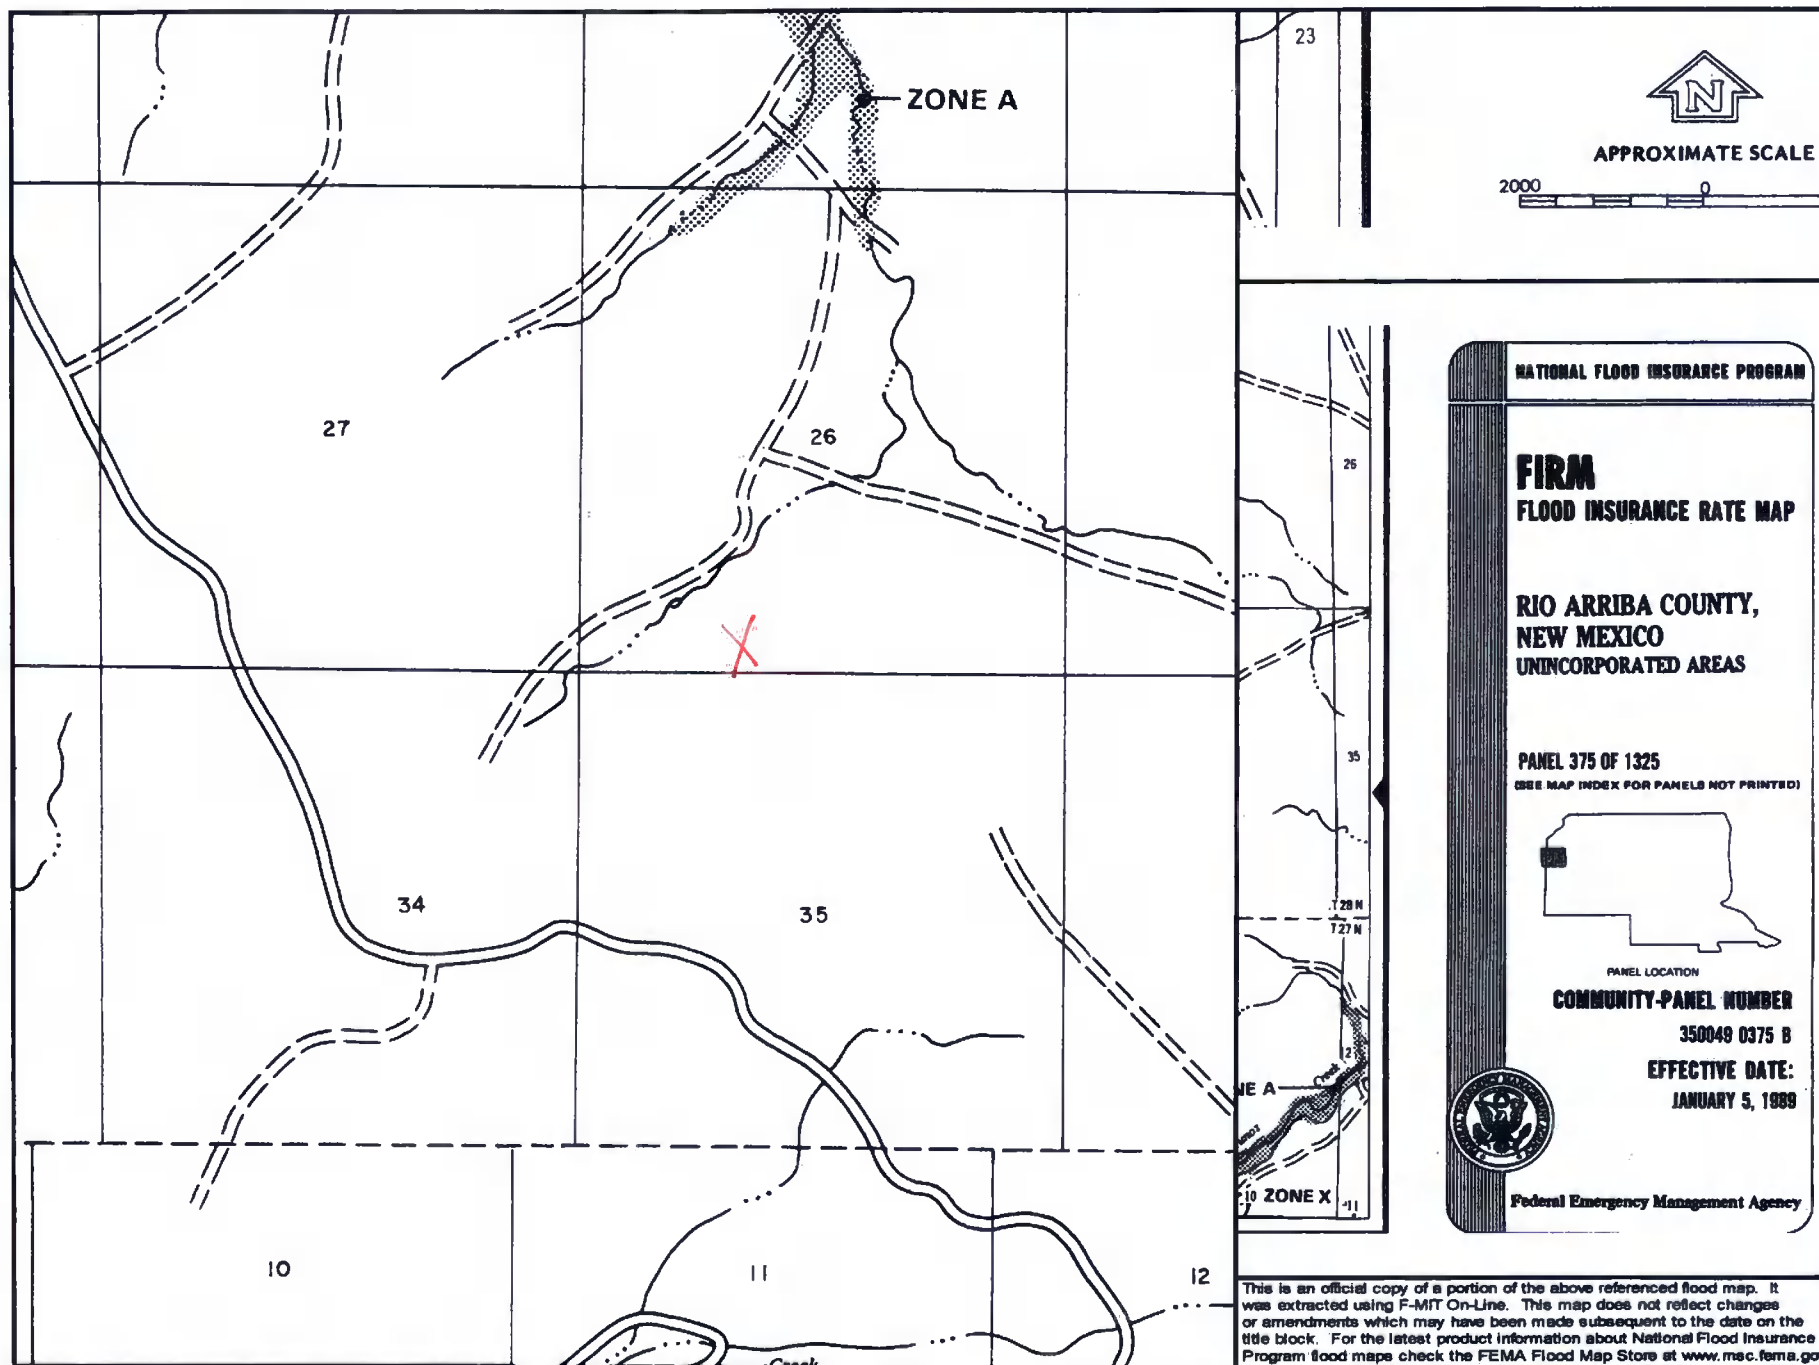 ZONE A
27
26
34
35
10
11
12
Creek
23
N
APPROXIMATE SCALE
2000 0
26
35
T 28 N
T 27 N
12
Creek
NE A
10 ZONE X 11
NATIONAL FLOOD INSURANCE PROGRAM
FIRM
FLOOD INSURANCE RATE MAP
RIO ARRIBA COUNTY,
NEW MEXICO
UNINCORPORATED AREAS
PANEL 375 OF 1325
(SEE MAP INDEX FOR PANELS NOT PRINTED)
PANEL LOCATION
COMMUNITY-PANEL NUMBER
350049 0375 B
EFFECTIVE DATE:
JANUARY 5, 1989
Federal Emergency Management Agency
This is an official copy of a portion of the above referenced flood map. It
was extracted using F-MIT On-Line. This map does not reflect changes
or amendments which may have been made subsequent to the date on the
title block. For the latest product information about National Flood Insurance
Program flood maps check the FEMA Flood Map Store at www.msc.fema.go